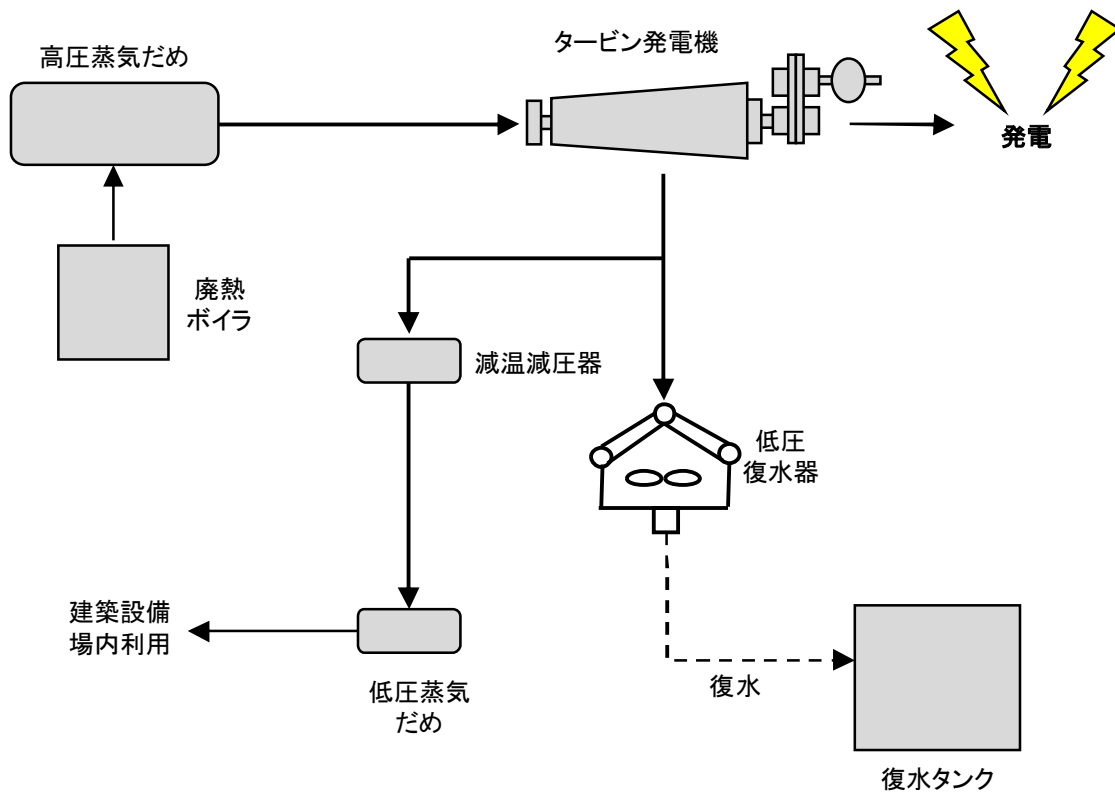 高圧蒸気だめ
タービン発電機
発電
廃熱
ボイラ
減温減圧器
低圧
復水器
建築設備
場内利用
低圧蒸気
だめ
復水
復水タンク